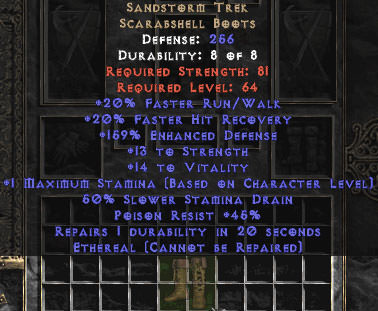 Sandstorm Trek
Scarabshell Boots
Defense: 256
Durability: 8 of 8
Required Strength: 81
Required Level: 64
+20% Faster Run/Walk
+20% Faster Hit Recovery
+159% Enhanced Defense
+13 to Strength
+14 to Vitality
+1 Maximum Stamina (Based on Character Level)
50% Slower Stamina Drain
Poison Resist +45%
Repairs 1 durability in 20 seconds
Ethereal (Cannot be Repaired)